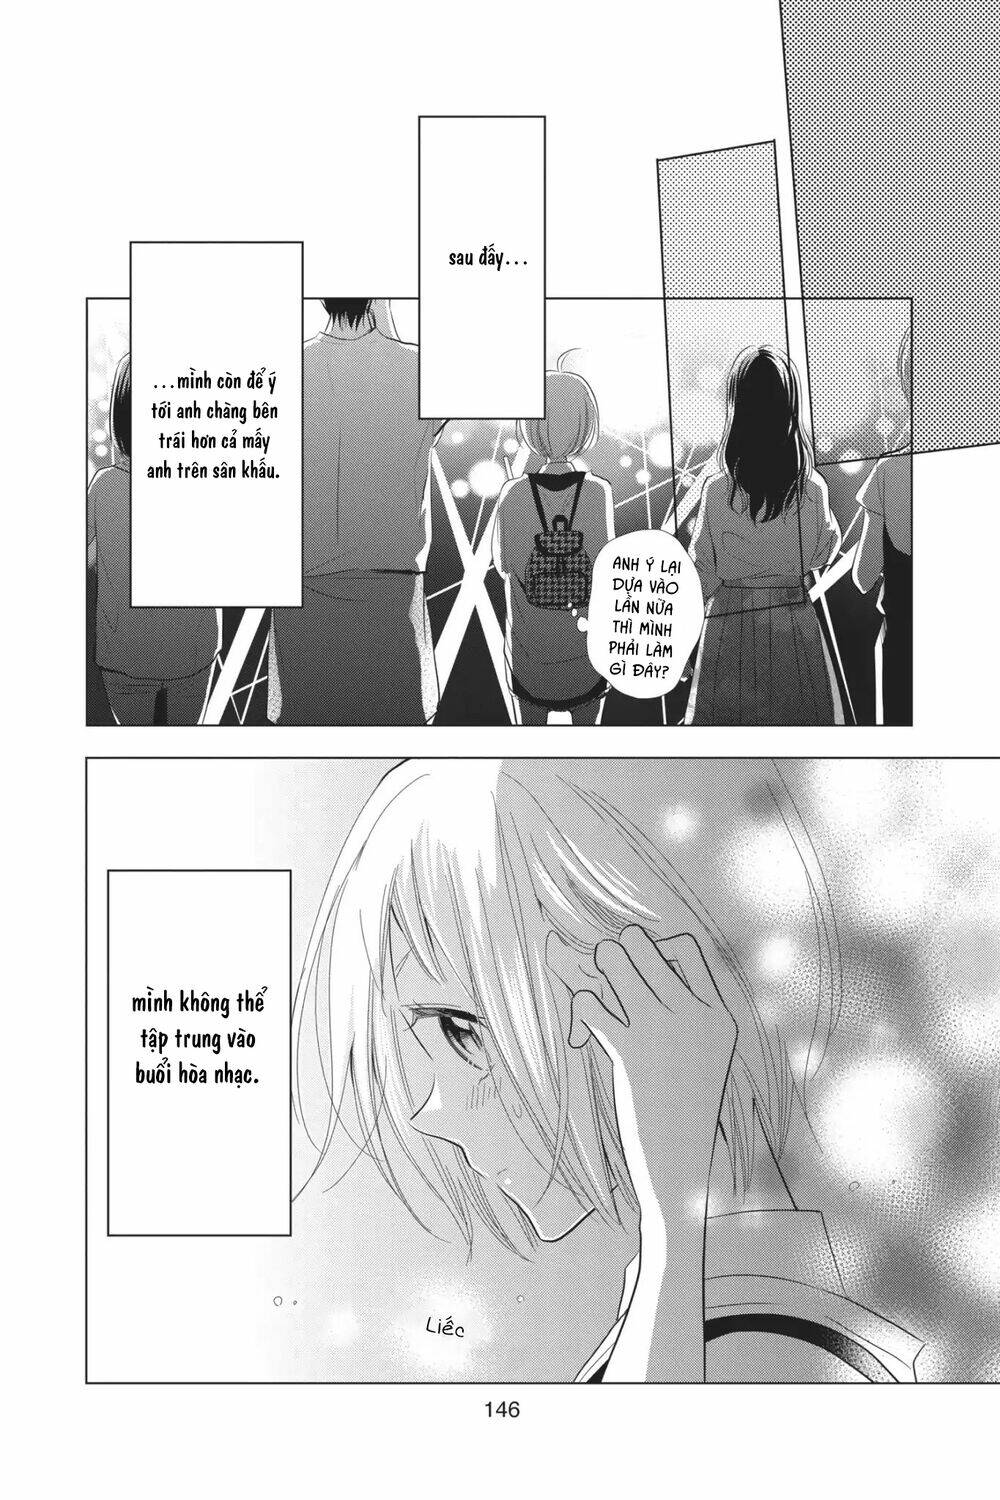 sau đấy...
...mình còn để ý
tới anh chàng bên
trái hơn cả mấy
anh trên sân khấu.
ANH Ý LẠI
DỰA VÀO
LẦN NỮA
THÌ MÌNH
PHẢI LÀM
GÌ ĐÂY?
mình không thể
tập trung vào
buổi hòa nhạc.
Liếc
146